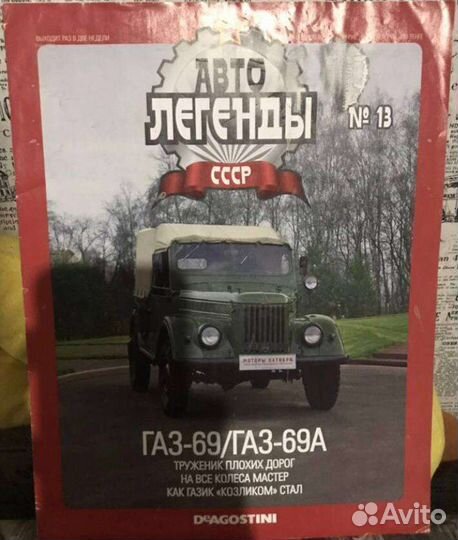 ВЫХОДИТ РАЗ В ДВЕ НЕДЕЛИ
АВТО
ЛЕГЕНДЫ
СССР
№ 13
МОТОРЫ ОКТЯБРЯ
ГАЗ-69/ГАЗ-69А
ТРУЖЕНИК ПЛОХИХ ДОРОГ
НА ВСЕ КОЛЕСА МАСТЕР
КАК ГАЗИК «КОЗЛИКОМ» СТАЛ
DeAGOSTINI
Avito